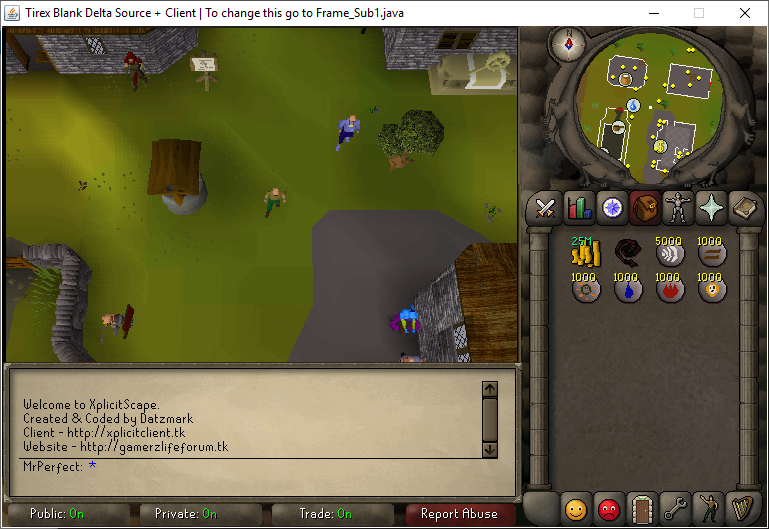 Tirex Blank Delta Source + Client | To change this go to Frame_Sub1.java
N
25M
5000
1000
1000
1000
1000
1000
Welcome to XplicitScape.
Created & Coded by Datzmark
Client - http://xplicitclient.tk
Website - http://gamerzlifeforum.tk
MrPerfect: *
Public: On
Private: On
Trade: On
Report Abuse